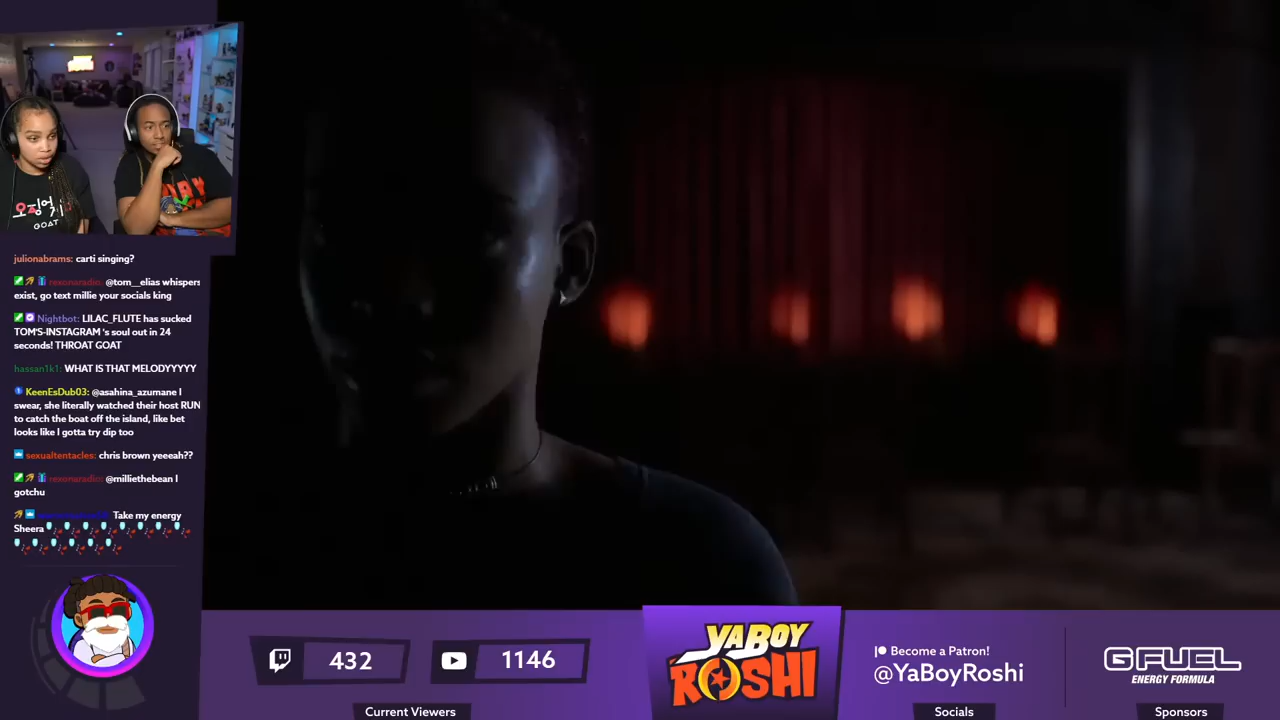 오징어
GOAT
julionabrams: carti singing?
rexonaradio: @tom__elias whispers
exist, go text millie your socials king
Nightbot: LILAC_FLUTE has sucked
TOM'S-INSTAGRAM 's soul out in 24
seconds! THROAT GOAT
hassan1k1: WHAT IS THAT MELODYYYYY
KeenEsDub03: @asahina_azumane I
swear, she literally watched their host RUN
to catch the boat off the island, like bet
looks like I gotta try dip too
sexualtentacles: chris brown yeeeah??
rexonaradio: @milliethebean I
gotchu
Take my energy
Sheera
432
1146
Current Viewers
YABOY
ROSHI
Become a Patron!
@YaBoyRoshi
Socials
G FUEL
ENERGY FORMULA
Sponsors